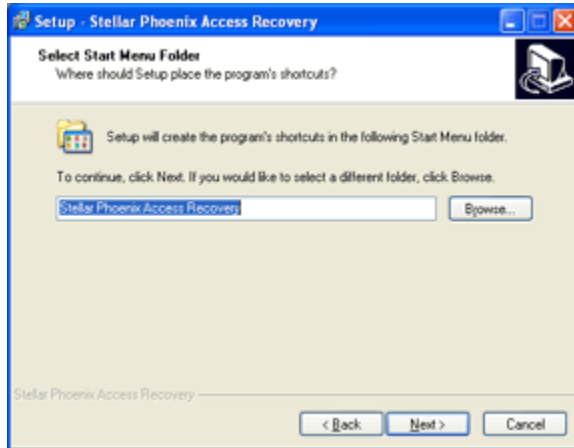 Setup - Stellar Phoenix Access Recovery
Select Start Menu Folder
Where should Setup place the program's shortcuts?
Setup will create the program's shortcuts in the following Start Menu folder.
To continue, click Next. If you would like to select a different folder, click Browse.
Stellar Phoenix Access Recovery
Browse...
Stellar Phoenix Access Recovery
< Back
Next >
Cancel